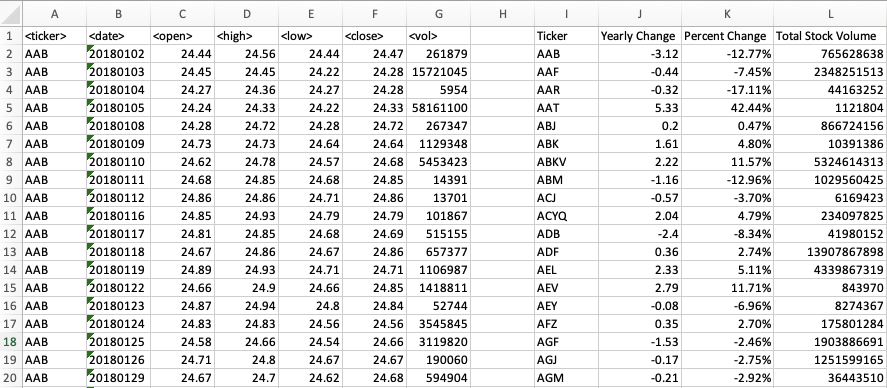 A B C D E F G H I J K L
1 <ticker> <date> <open> <high> <low> <close> <vol> Ticker Yearly Change Percent Change Total Stock Volume
2 AAB 20180102 24.44 24.56 24.44 24.47 261879 AAB -3.12 -12.77% 765628638
3 AAB 20180103 24.45 24.45 24.22 24.28 15721045 AAF -0.44 -7.45% 2348251513
4 AAB 20180104 24.27 24.36 24.27 24.28 5954 AAR -0.32 -17.11% 44163252
5 AAB 20180105 24.24 24.33 24.22 24.33 58161100 AAT 5.33 42.44% 1121804
6 AAB 20180108 24.28 24.72 24.28 24.72 267347 ABJ 0.2 0.47% 866724156
7 AAB 20180109 24.73 24.73 24.64 24.64 1129348 ABK 1.61 4.80% 10391386
8 AAB 20180110 24.62 24.78 24.57 24.68 5453423 ABKV 2.22 11.57% 5324614313
9 AAB 20180111 24.68 24.85 24.68 24.85 14391 ABM -1.16 -12.96% 1029560425
10 AAB 20180112 24.86 24.86 24.71 24.86 13701 ACJ -0.57 -3.70% 6169423
11 AAB 20180116 24.85 24.93 24.79 24.79 101867 ACYQ 2.04 4.79% 234097825
12 AAB 20180117 24.81 24.85 24.68 24.69 515155 ADB -2.4 -8.34% 41980152
13 AAB 20180118 24.67 24.86 24.67 24.86 657377 ADF 0.36 2.74% 13907867898
14 AAB 20180119 24.89 24.93 24.71 24.71 1106987 AEL 2.33 5.11% 4339867319
15 AAB 20180122 24.66 24.9 24.66 24.85 1418811 AEV 2.79 11.71% 843970
16 AAB 20180123 24.87 24.94 24.8 24.84 52744 AEY -0.08 -6.96% 8274367
17 AAB 20180124 24.83 24.83 24.56 24.56 3545845 AFZ 0.35 2.70% 175801284
18 AAB 20180125 24.58 24.66 24.54 24.66 3119820 AGF -1.53 -2.46% 1903886691
19 AAB 20180126 24.71 24.8 24.67 24.67 190060 AGJ -0.17 -2.75% 1251599165
20 AAB 20180129 24.67 24.7 24.62 24.68 594904 AGM -0.21 -2.92% 36443510